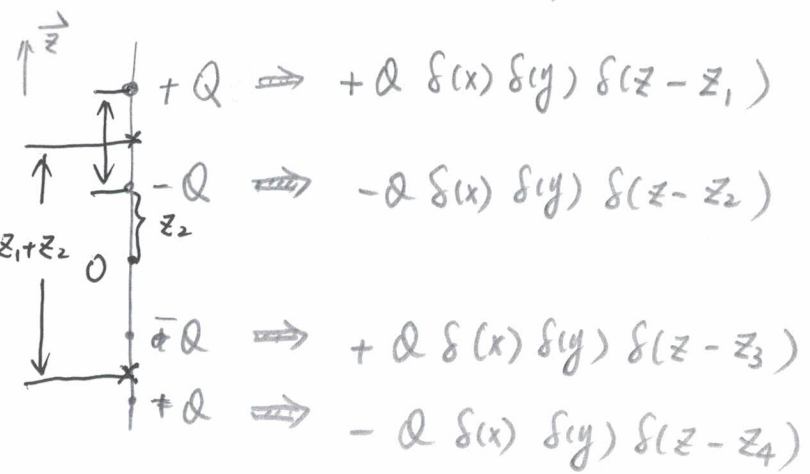 z⃗
+Q ⇒ +Q δ(x) δ(y) δ(z - z₁)
-Q ⇒ -Q δ(x) δ(y) δ(z - z₂)
z₂
z₁+z₂
O
-Q ⇒ + Q δ(x) δ(y) δ(z - z₃)
+Q ⇒ - Q δ(x) δ(y) δ(z - z₄)